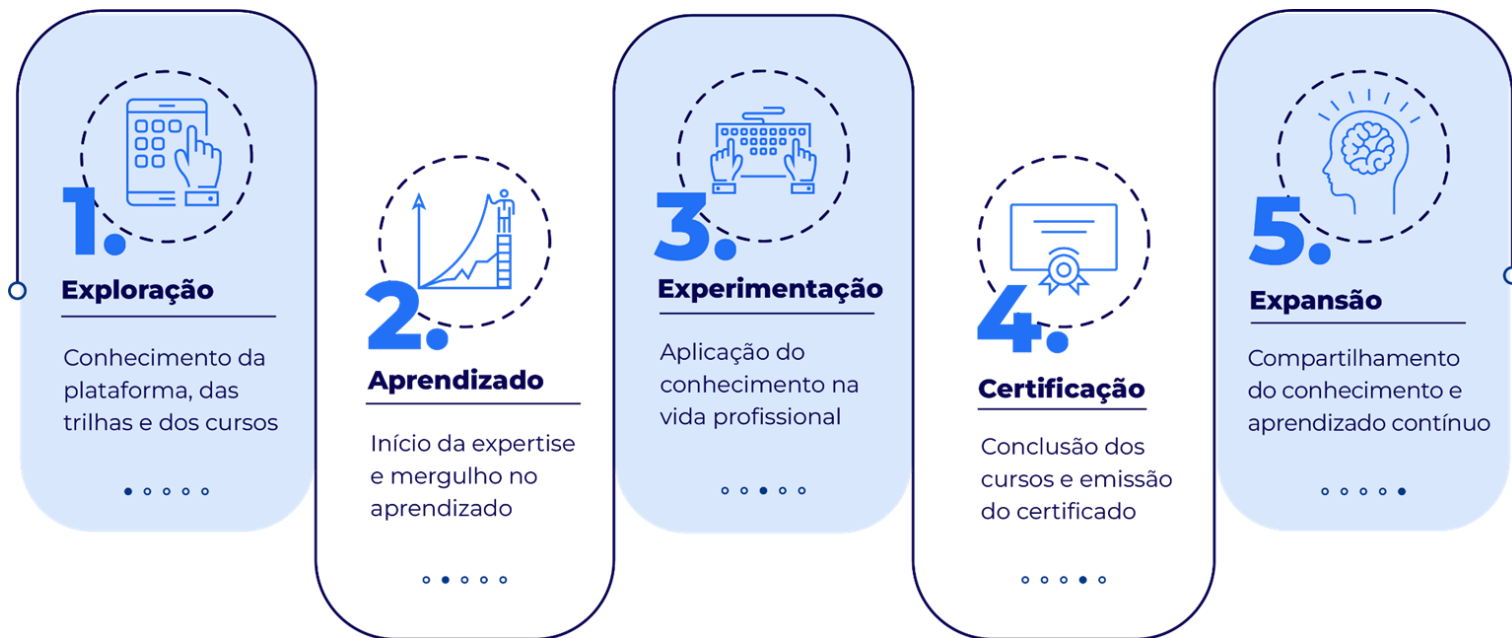 1.
Exploração
Conhecimento da
plataforma, das
trilhas e dos cursos
2.
Aprendizado
Início da expertise
e mergulho no
aprendizado
3.
Experimentação
Aplicação do
conhecimento na
vida profissional
4.
Certificação
Conclusão dos
cursos e emissão
do certificado
5.
Expansão
Compartilhamento
do conhecimento e
aprendizado contínuo